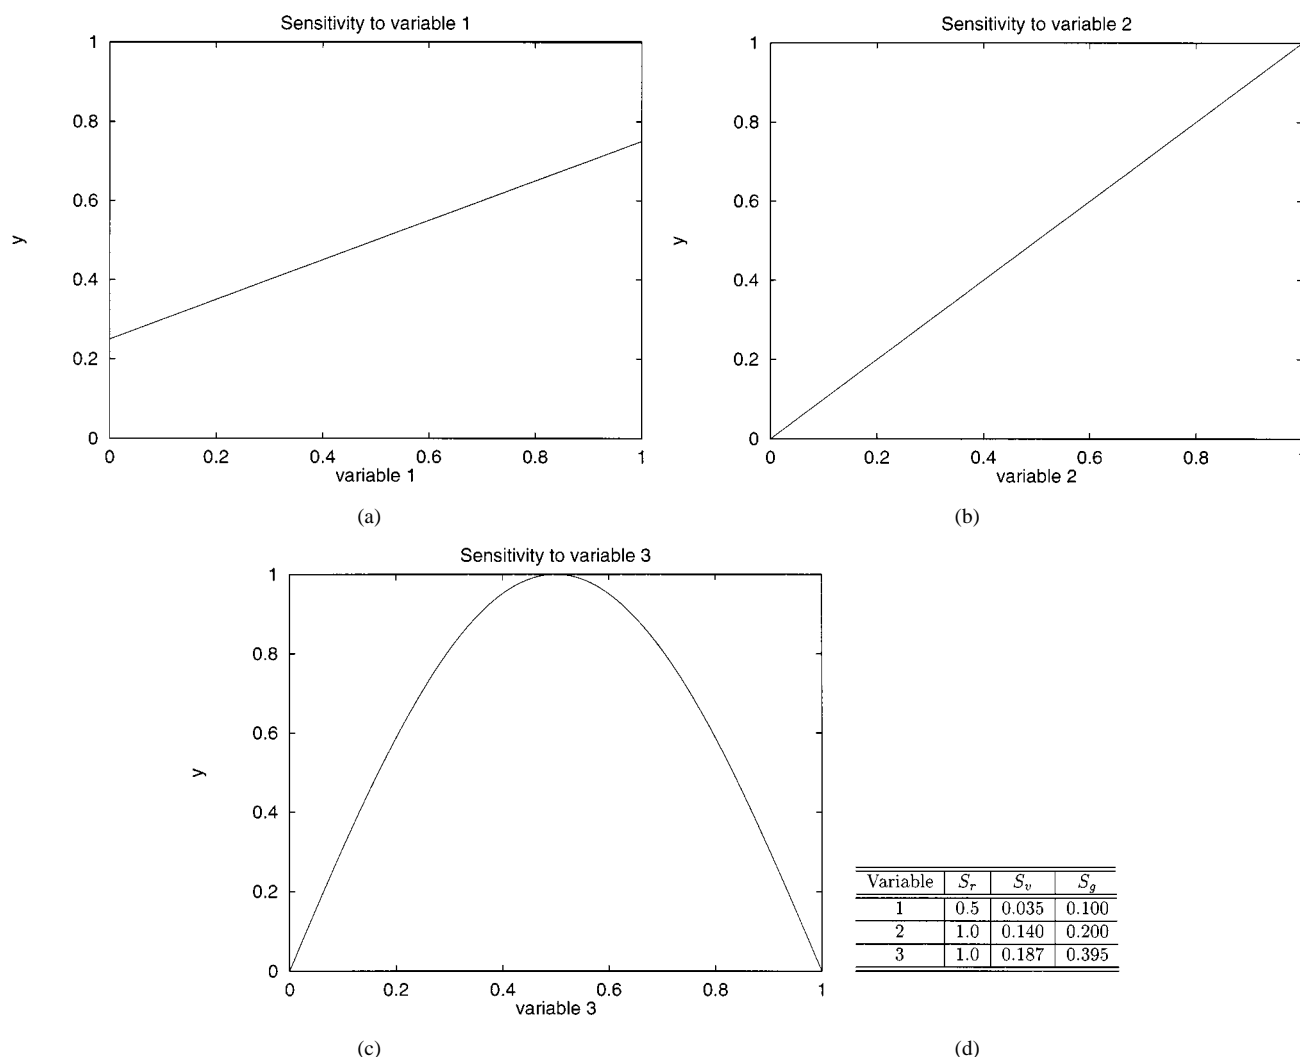 Sensitivity to variable 1
1
0.8
0.6
0.4
0.2
0
y
0 0.2 0.4 0.6 0.8 1
variable 1
(a)
Sensitivity to variable 2
1
0.8
0.6
0.4
0.2
0
y
0 0.2 0.4 0.6 0.8 1
variable 2
(b)
Sensitivity to variable 3
1
0.8
0.6
0.4
0.2
0
y
0 0.2 0.4 0.6 0.8 1
variable 3
(c)
Variable S_r S_v S_g
1 0.5 0.035 0.100
2 1.0 0.140 0.200
3 1.0 0.187 0.395
(d)